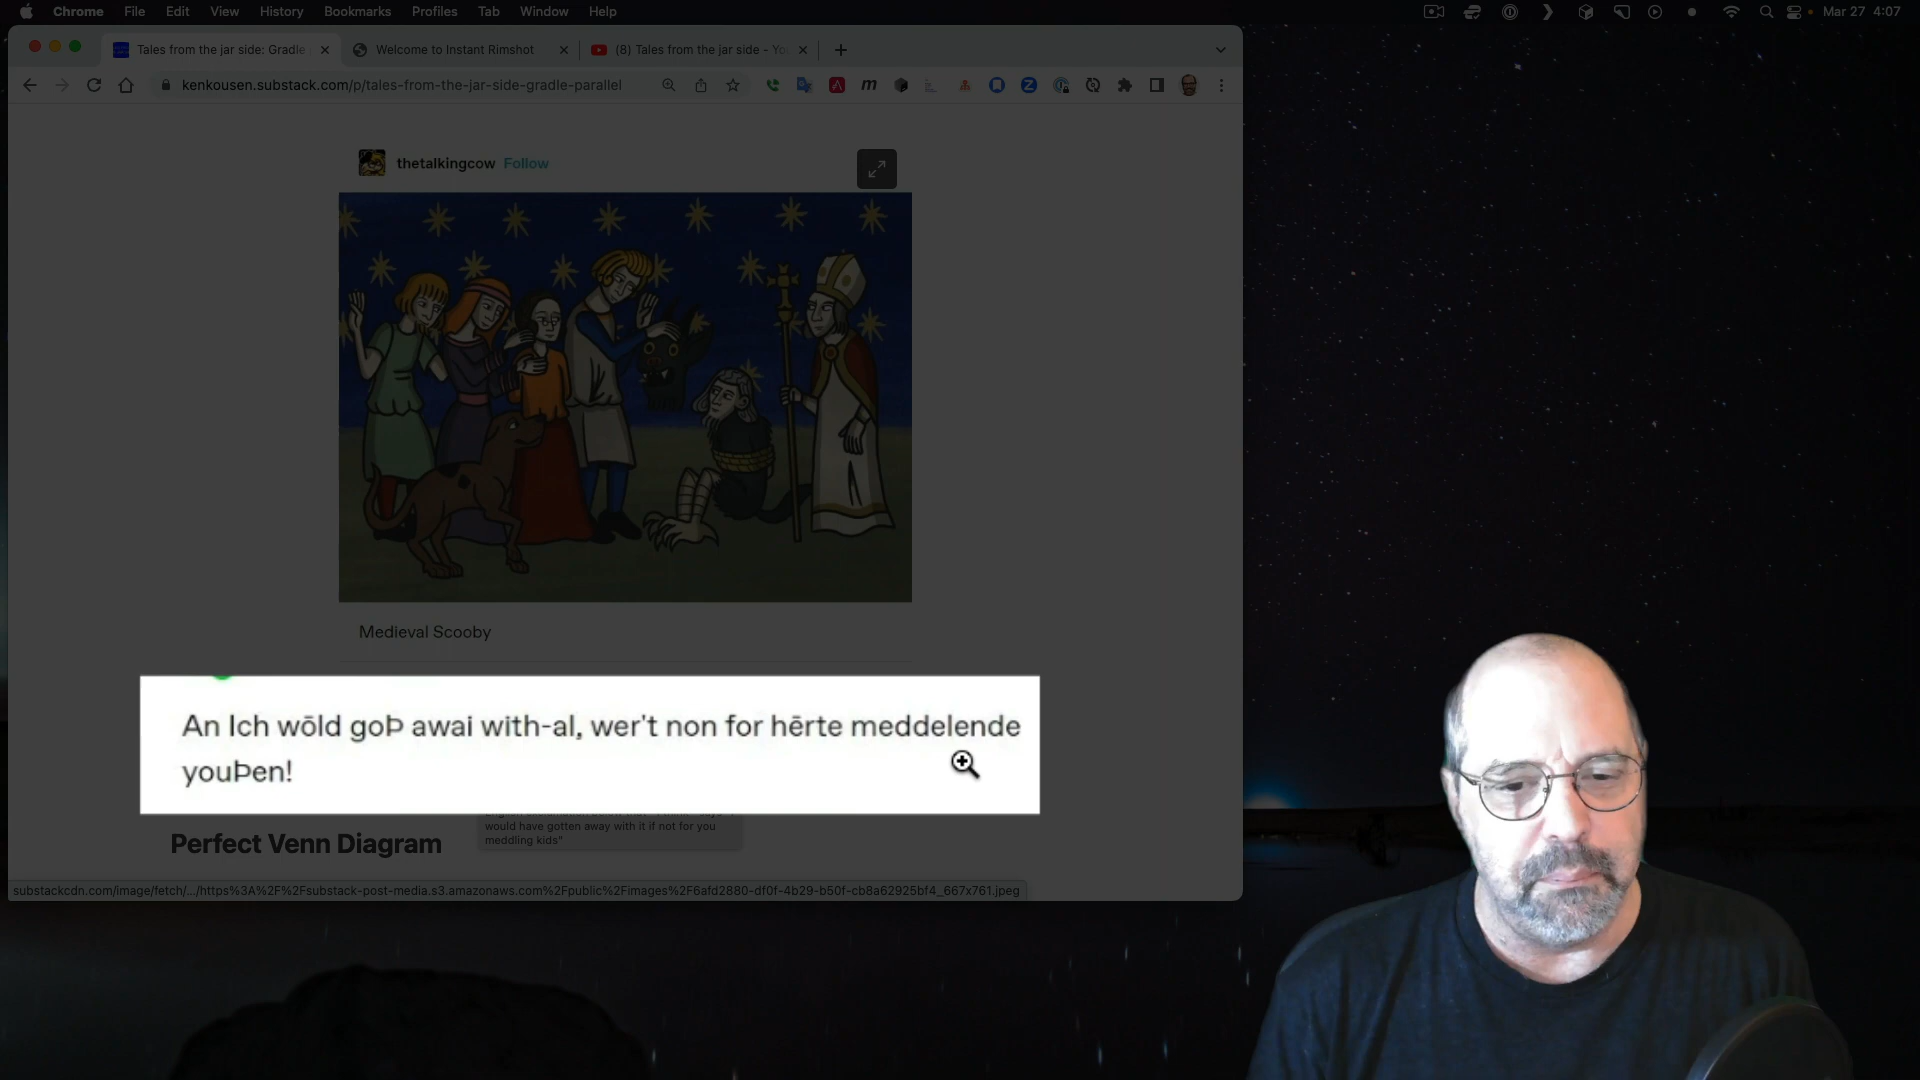 Chrome File Edit View History Bookmarks Profiles Tab Window Help Mar 27 4:07
Tales from the jar side: Gradle Welcome to Instant Rimshot (8) Tales from the jar side - Yo
kenkousen.substack.com/p/tales-from-the-jar-side-gradle-parallel
thetalkingcow Follow
Medieval Scooby
An Ich wōld goÞ awai with-al, wer't non for hērte meddelende
youÞen!
would have gotten away with it if not for you
meddling kids"
Perfect Venn Diagram
substackcdn.com/image/fetch/.../https%3A%2F%2Fsubstack-post-media.s3.amazonaws.com%2Fpublic%2Fimages%2F6afd2880-df0f-4b29-b50f-cb8a62925bf4_667x761.jpeg